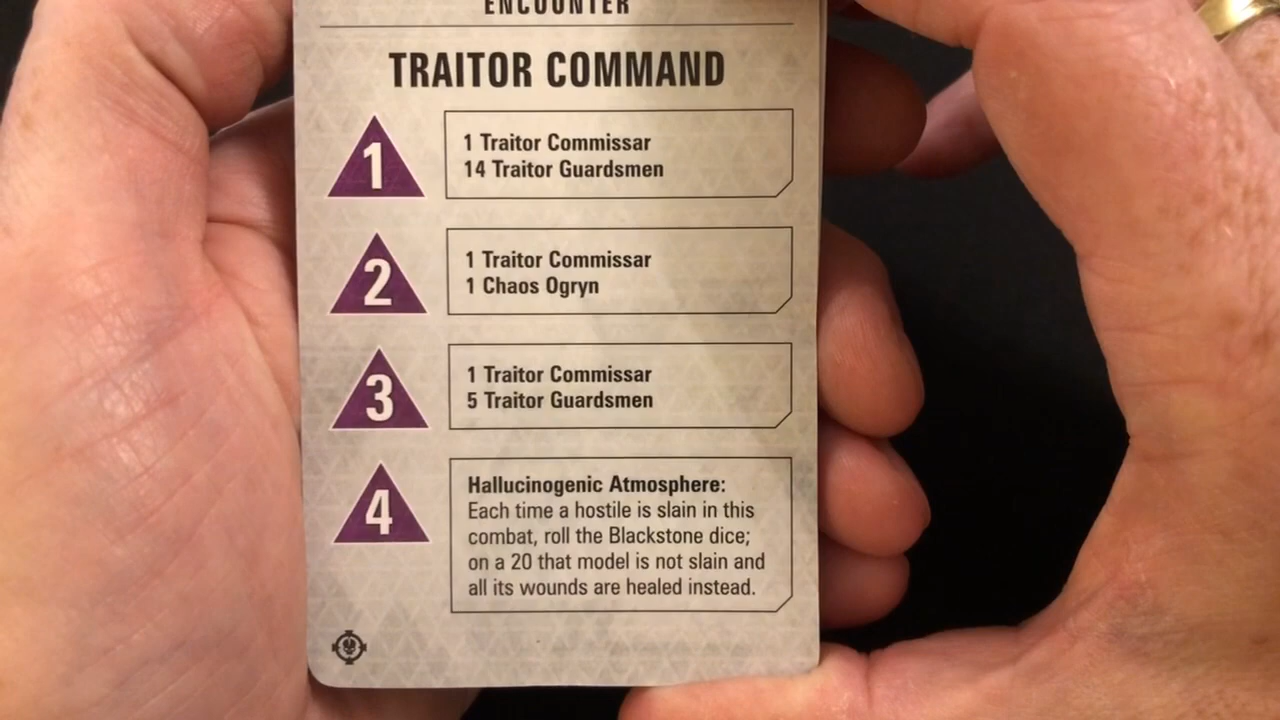 ENCOUNTER
TRAITOR COMMAND
1
1 Traitor Commissar
14 Traitor Guardsmen
2
1 Traitor Commissar
1 Chaos Ogryn
3
1 Traitor Commissar
5 Traitor Guardsmen
4
Hallucinogenic Atmosphere:
Each time a hostile is slain in this
combat, roll the Blackstone dice;
on a 20 that model is not slain and
all its wounds are healed instead.